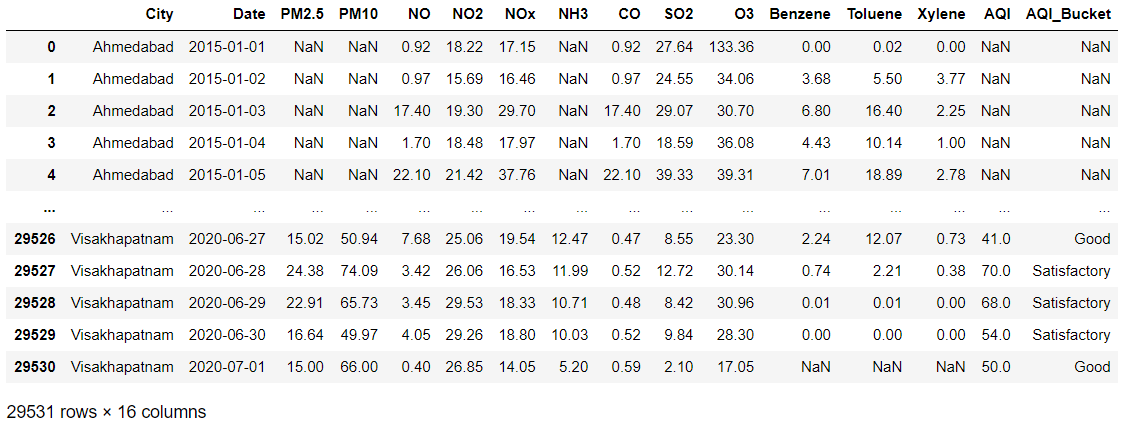 City Date PM2.5 PM10 NO NO2 NOx NH3 CO SO2 O3 Benzene Toluene Xylene AQI AQI_Bucket
0 Ahmedabad 2015-01-01 NaN NaN 0.92 18.22 17.15 NaN 0.92 27.64 133.36 0.00 0.02 0.00 NaN NaN
1 Ahmedabad 2015-01-02 NaN NaN 0.97 15.69 16.46 NaN 0.97 24.55 34.06 3.68 5.50 3.77 NaN NaN
2 Ahmedabad 2015-01-03 NaN NaN 17.40 19.30 29.70 NaN 17.40 29.07 30.70 6.80 16.40 2.25 NaN NaN
3 Ahmedabad 2015-01-04 NaN NaN 1.70 18.48 17.97 NaN 1.70 18.59 36.08 4.43 10.14 1.00 NaN NaN
4 Ahmedabad 2015-01-05 NaN NaN 22.10 21.42 37.76 NaN 22.10 39.33 39.31 7.01 18.89 2.78 NaN NaN
... ... ... ... ... ... ... ... ... ... ... ... ... ... ... ... ...
29526 Visakhapatnam 2020-06-27 15.02 50.94 7.68 25.06 19.54 12.47 0.47 8.55 23.30 2.24 12.07 0.73 41.0 Good
29527 Visakhapatnam 2020-06-28 24.38 74.09 3.42 26.06 16.53 11.99 0.52 12.72 30.14 0.74 2.21 0.38 70.0 Satisfactory
29528 Visakhapatnam 2020-06-29 22.91 65.73 3.45 29.53 18.33 10.71 0.48 8.42 30.96 0.01 0.01 0.00 68.0 Satisfactory
29529 Visakhapatnam 2020-06-30 16.64 49.97 4.05 29.26 18.80 10.03 0.52 9.84 28.30 0.00 0.00 0.00 54.0 Satisfactory
29530 Visakhapatnam 2020-07-01 15.00 66.00 0.40 26.85 14.05 5.20 0.59 2.10 17.05 NaN NaN NaN 50.0 Good
29531 rows × 16 columns